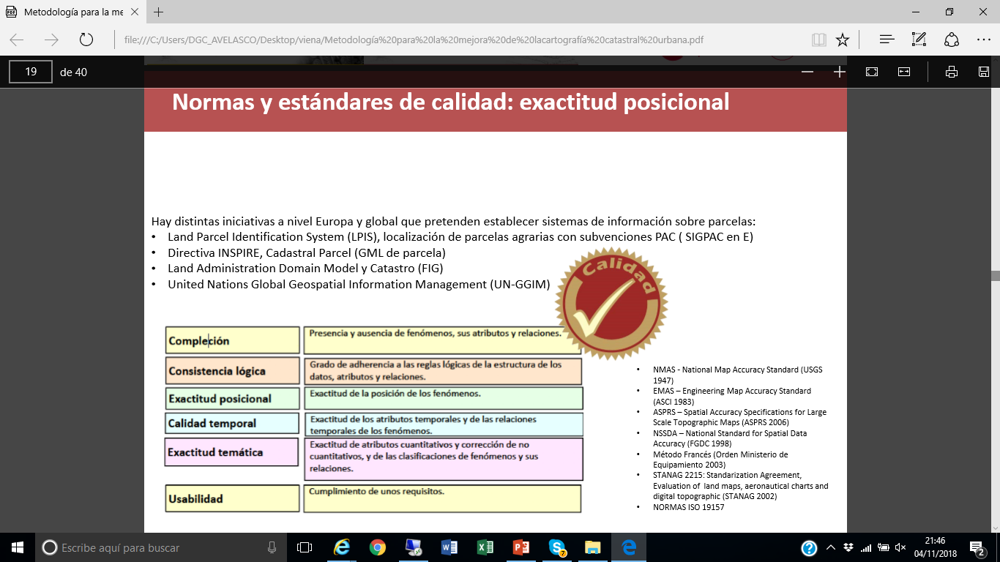 Metodología para la me
file:///C:/Users/DGC_AVELASCO/Desktop/viena/Metodología%20para%20la%20mejora%20de%20lacartografía%20catastral%20urbana.pdf
19 de 40
Normas y estándares de calidad: exactitud posicional
Hay distintas iniciativas a nivel Europa y global que pretenden establecer sistemas de información sobre parcelas:
• Land Parcel Identification System (LPIS), localización de parcelas agrarias con subvenciones PAC ( SIGPAC en E)
• Directiva INSPIRE, Cadastral Parcel (GML de parcela)
• Land Administration Domain Model y Catastro (FIG)
• United Nations Global Geospatial Information Management (UN-GGIM)
Calidad
Compleción
Presencia y ausencia de fenómenos, sus atributos y relaciones.
Consistencia lógica
Grado de adherencia a las reglas lógicas de la estructura de los
datos, atributos y relaciones.
Exactitud posicional
Exactitud de la posición de los fenómenos.
Calidad temporal
Exactitud de los atributos temporales y de las relaciones
temporales de los fenómenos.
Exactitud temática
Exactitud de atributos cuantitativos y corrección de no
cuantitativos, y de las clasificaciones de fenómenos y sus
relaciones.
Usabilidad
Cumplimiento de unos requisitos.
• NMAS - National Map Accuracy Standard (USGS
1947)
• EMAS – Engineering Map Accuracy Standard
(ASCI 1983)
• ASPRS – Spatial Accuracy Specifications for Large
Scale Topographic Maps (ASPRS 2006)
• NSSDA – National Standard for Spatial Data
Accuracy (FGDC 1998)
• Método Francés (Orden Ministerio de
Equipamiento 2003)
• STANAG 2215: Standarization Agreement,
Evaluation of land maps, aeronautical charts and
digital topographic (STANAG 2002)
• NORMAS ISO 19157
Escribe aquí para buscar
21:46
04/11/2018